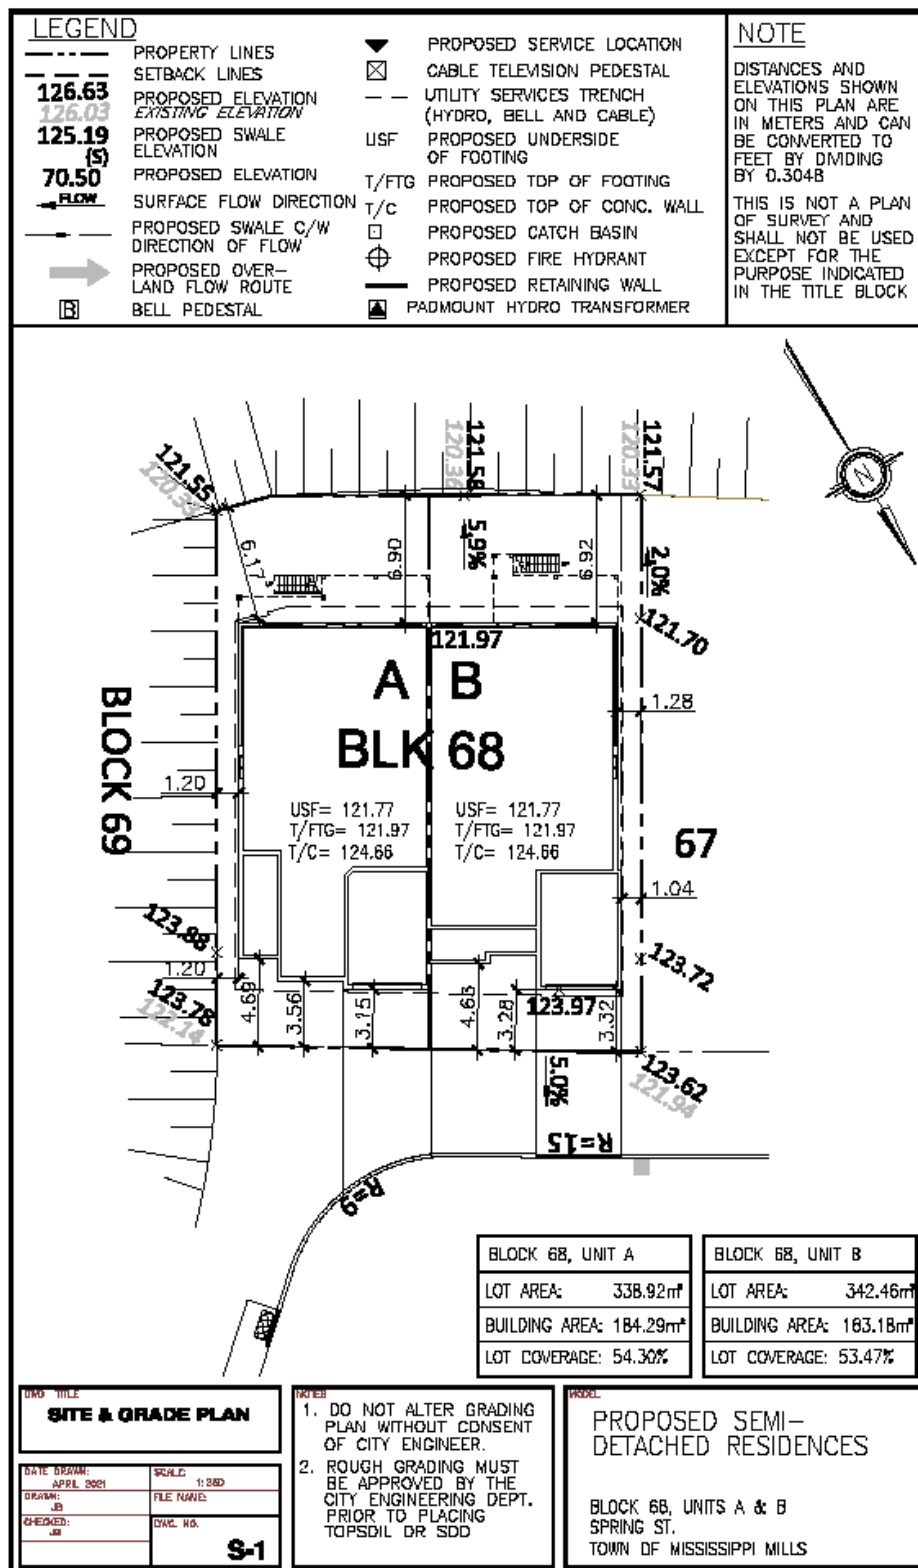 LEGEND
PROPERTY LINES
SETBACK LINES
126.63
PROPOSED ELEVATION
126.03
EXISTING ELEVATION
125.19
(S)
PROPOSED SWALE
ELEVATION
70.50
PROPOSED ELEVATION
FLOW
SURFACE FLOW DIRECTION
PROPOSED SWALE C/W
DIRECTION OF FLOW
PROPOSED OVER-
LAND FLOW ROUTE
B
BELL PEDESTAL
PROPOSED SERVICE LOCATION
CABLE TELEVISION PEDESTAL
UTILITY SERVICES TRENCH
(HYDRO, BELL AND CABLE)
USF PROPOSED UNDERSIDE
OF FOOTING
T/FTG PROPOSED TOP OF FOOTING
T/C PROPOSED TOP OF CONC. WALL
PROPOSED CATCH BASIN
PROPOSED FIRE HYDRANT
PROPOSED RETAINING WALL
PADMOUNT HYDRO TRANSFORMER
NOTE
DISTANCES AND
ELEVATIONS SHOWN
ON THIS PLAN ARE
IN METERS AND CAN
BE CONVERTED TO
FEET BY DIVIDING
BY 0.3048
THIS IS NOT A PLAN
OF SURVEY AND
SHALL NOT BE USED
EXCEPT FOR THE
PURPOSE INDICATED
IN THE TITLE BLOCK
N
121.55
120.33
121.58
120.36
121.57
120.33
6.17
6.90
5.9%
6.92
2.0%
121.97
121.70
A B
BLK 68
BLOCK 69
1.28
1.20
USF= 121.77
T/FTG= 121.97
T/C= 124.66
USF= 121.77
T/FTG= 121.97
T/C= 124.66
67
1.04
123.88
1.20
123.72
123.78
122.14
4.69
3.56
3.15
4.63
3.28
123.97
3.32
123.62
121.94
5.0%
R=15
R=9
BLOCK 68, UNIT A
LOT AREA: 338.92m²
BUILDING AREA: 184.29m²
LOT COVERAGE: 54.30%
BLOCK 68, UNIT B
LOT AREA: 342.46m²
BUILDING AREA: 183.18m²
LOT COVERAGE: 53.47%
DWG TITLE
SITE & GRADE PLAN
DATE DRAWN:
APRIL 2021
SCALE:
1:250
DRAWN:
JB
FILE NAME:
CHECKED:
JB
DWG. NO.
S-1
NOTES
1. DO NOT ALTER GRADING
PLAN WITHOUT CONSENT
OF CITY ENGINEER.
2. ROUGH GRADING MUST
BE APPROVED BY THE
CITY ENGINEERING DEPT.
PRIOR TO PLACING
TOPSOIL OR SOD
MODEL
PROPOSED SEMI-
DETACHED RESIDENCES
BLOCK 68, UNITS A & B
SPRING ST.
TOWN OF MISSISSIPPI MILLS